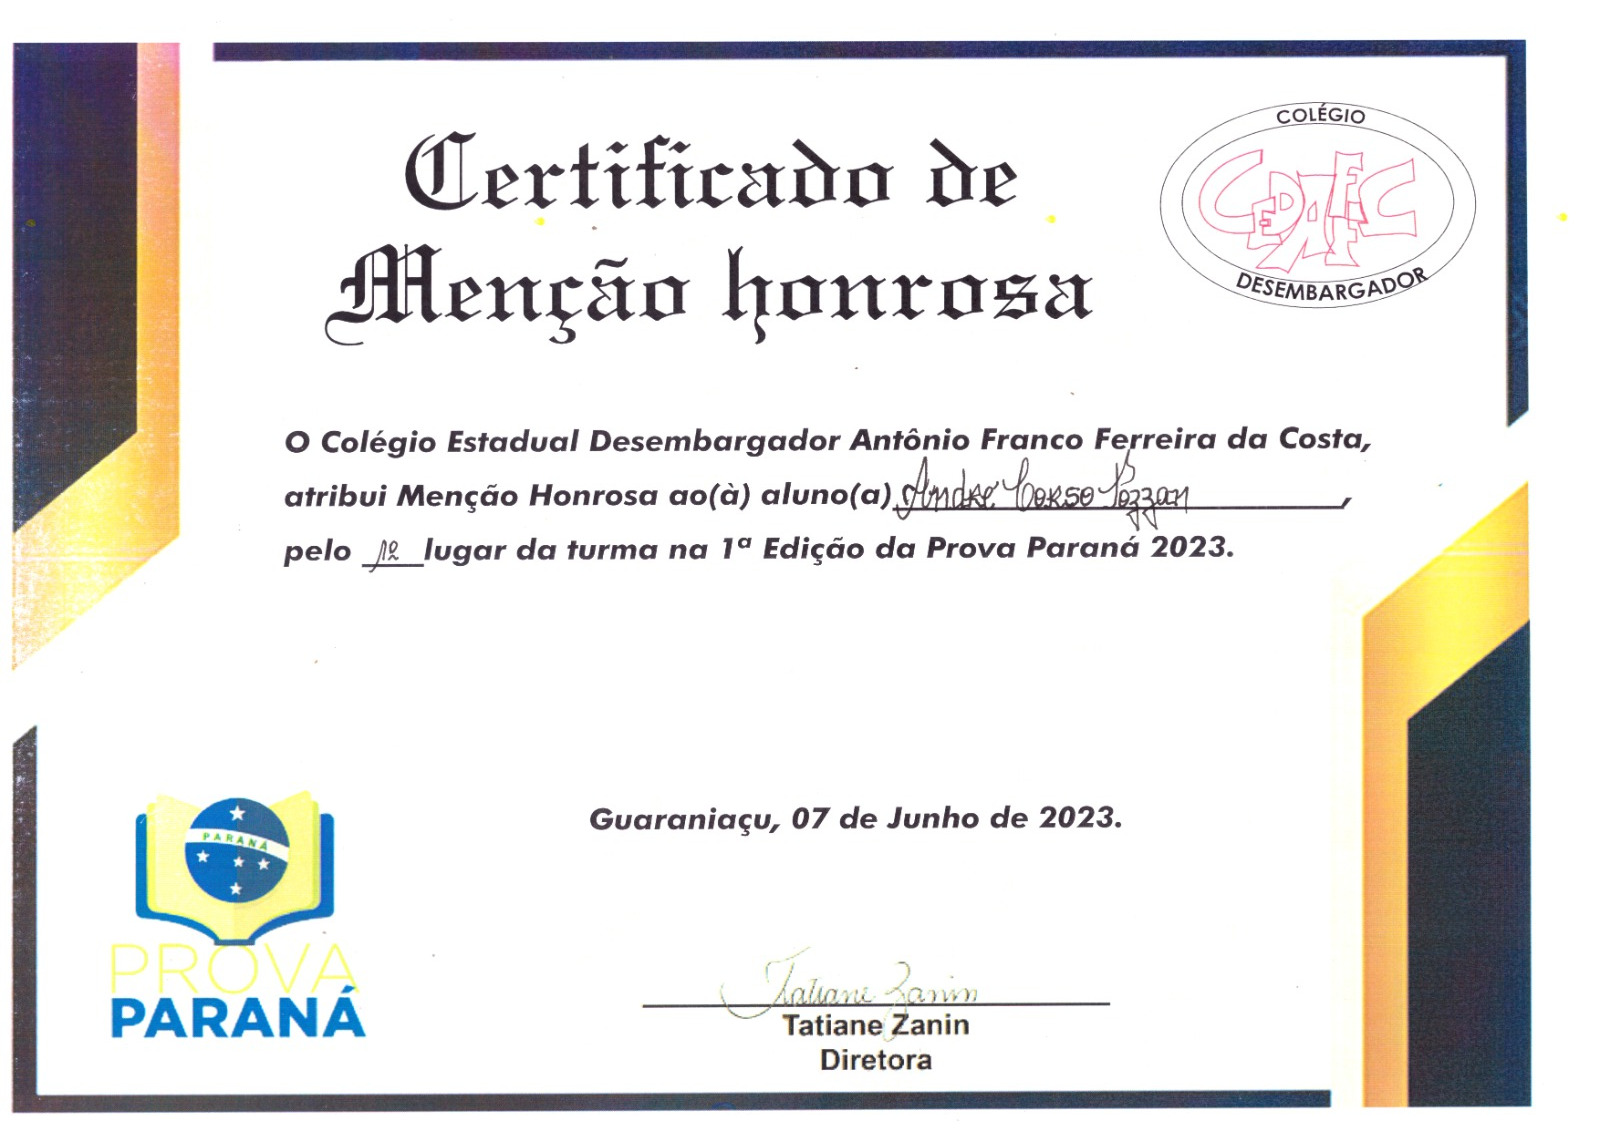 Certificado de
Menção honrosa
COLÉGIO
CEDAFFC
DESEMBARGADOR
O Colégio Estadual Desembargador Antônio Franco Ferreira da Costa,
atribui Menção Honrosa ao(à) aluno(a) André Corso Pozzan,
pelo 1º lugar da turma na 1ª Edição da Prova Paraná 2023.
Guaraniaçu, 07 de Junho de 2023.
PARANÁ
PROVA
PARANÁ
Tatiane Zanin
Tatiane Zanin
Diretora